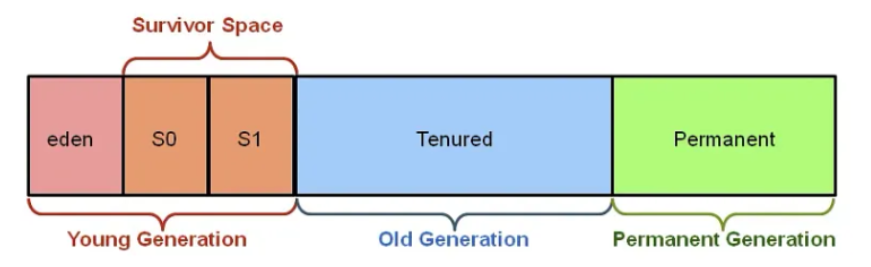 Survivor Space
eden
S0
S1
Tenured
Permanent
Young Generation
Old Generation
Permanent Generation